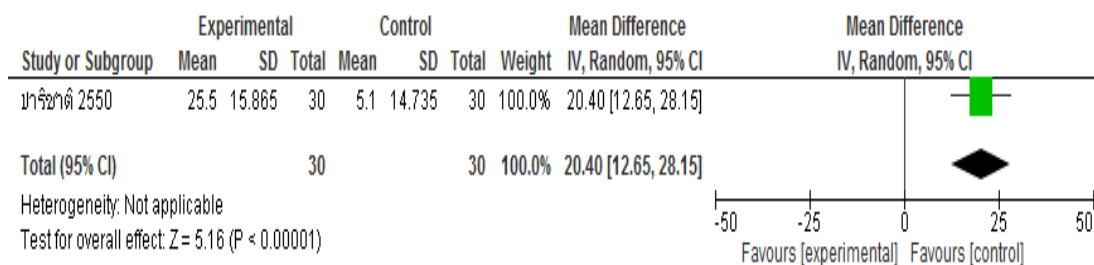 Experimental Control Mean Difference Mean Difference
Study or Subgroup Mean SD Total Mean SD Total Weight IV, Random, 95% CI IV, Random, 95% CI
ปาริชาติ 2550 25.5 15.865 30 5.1 14.735 30 100.0% 20.40 [12.65, 28.15]
Total (95% CI) 30 30 100.0% 20.40 [12.65, 28.15]
Heterogeneity: Not applicable
Test for overall effect: Z = 5.16 (P < 0.00001)
-50 -25 0 25 50
Favours [experimental] Favours [control]